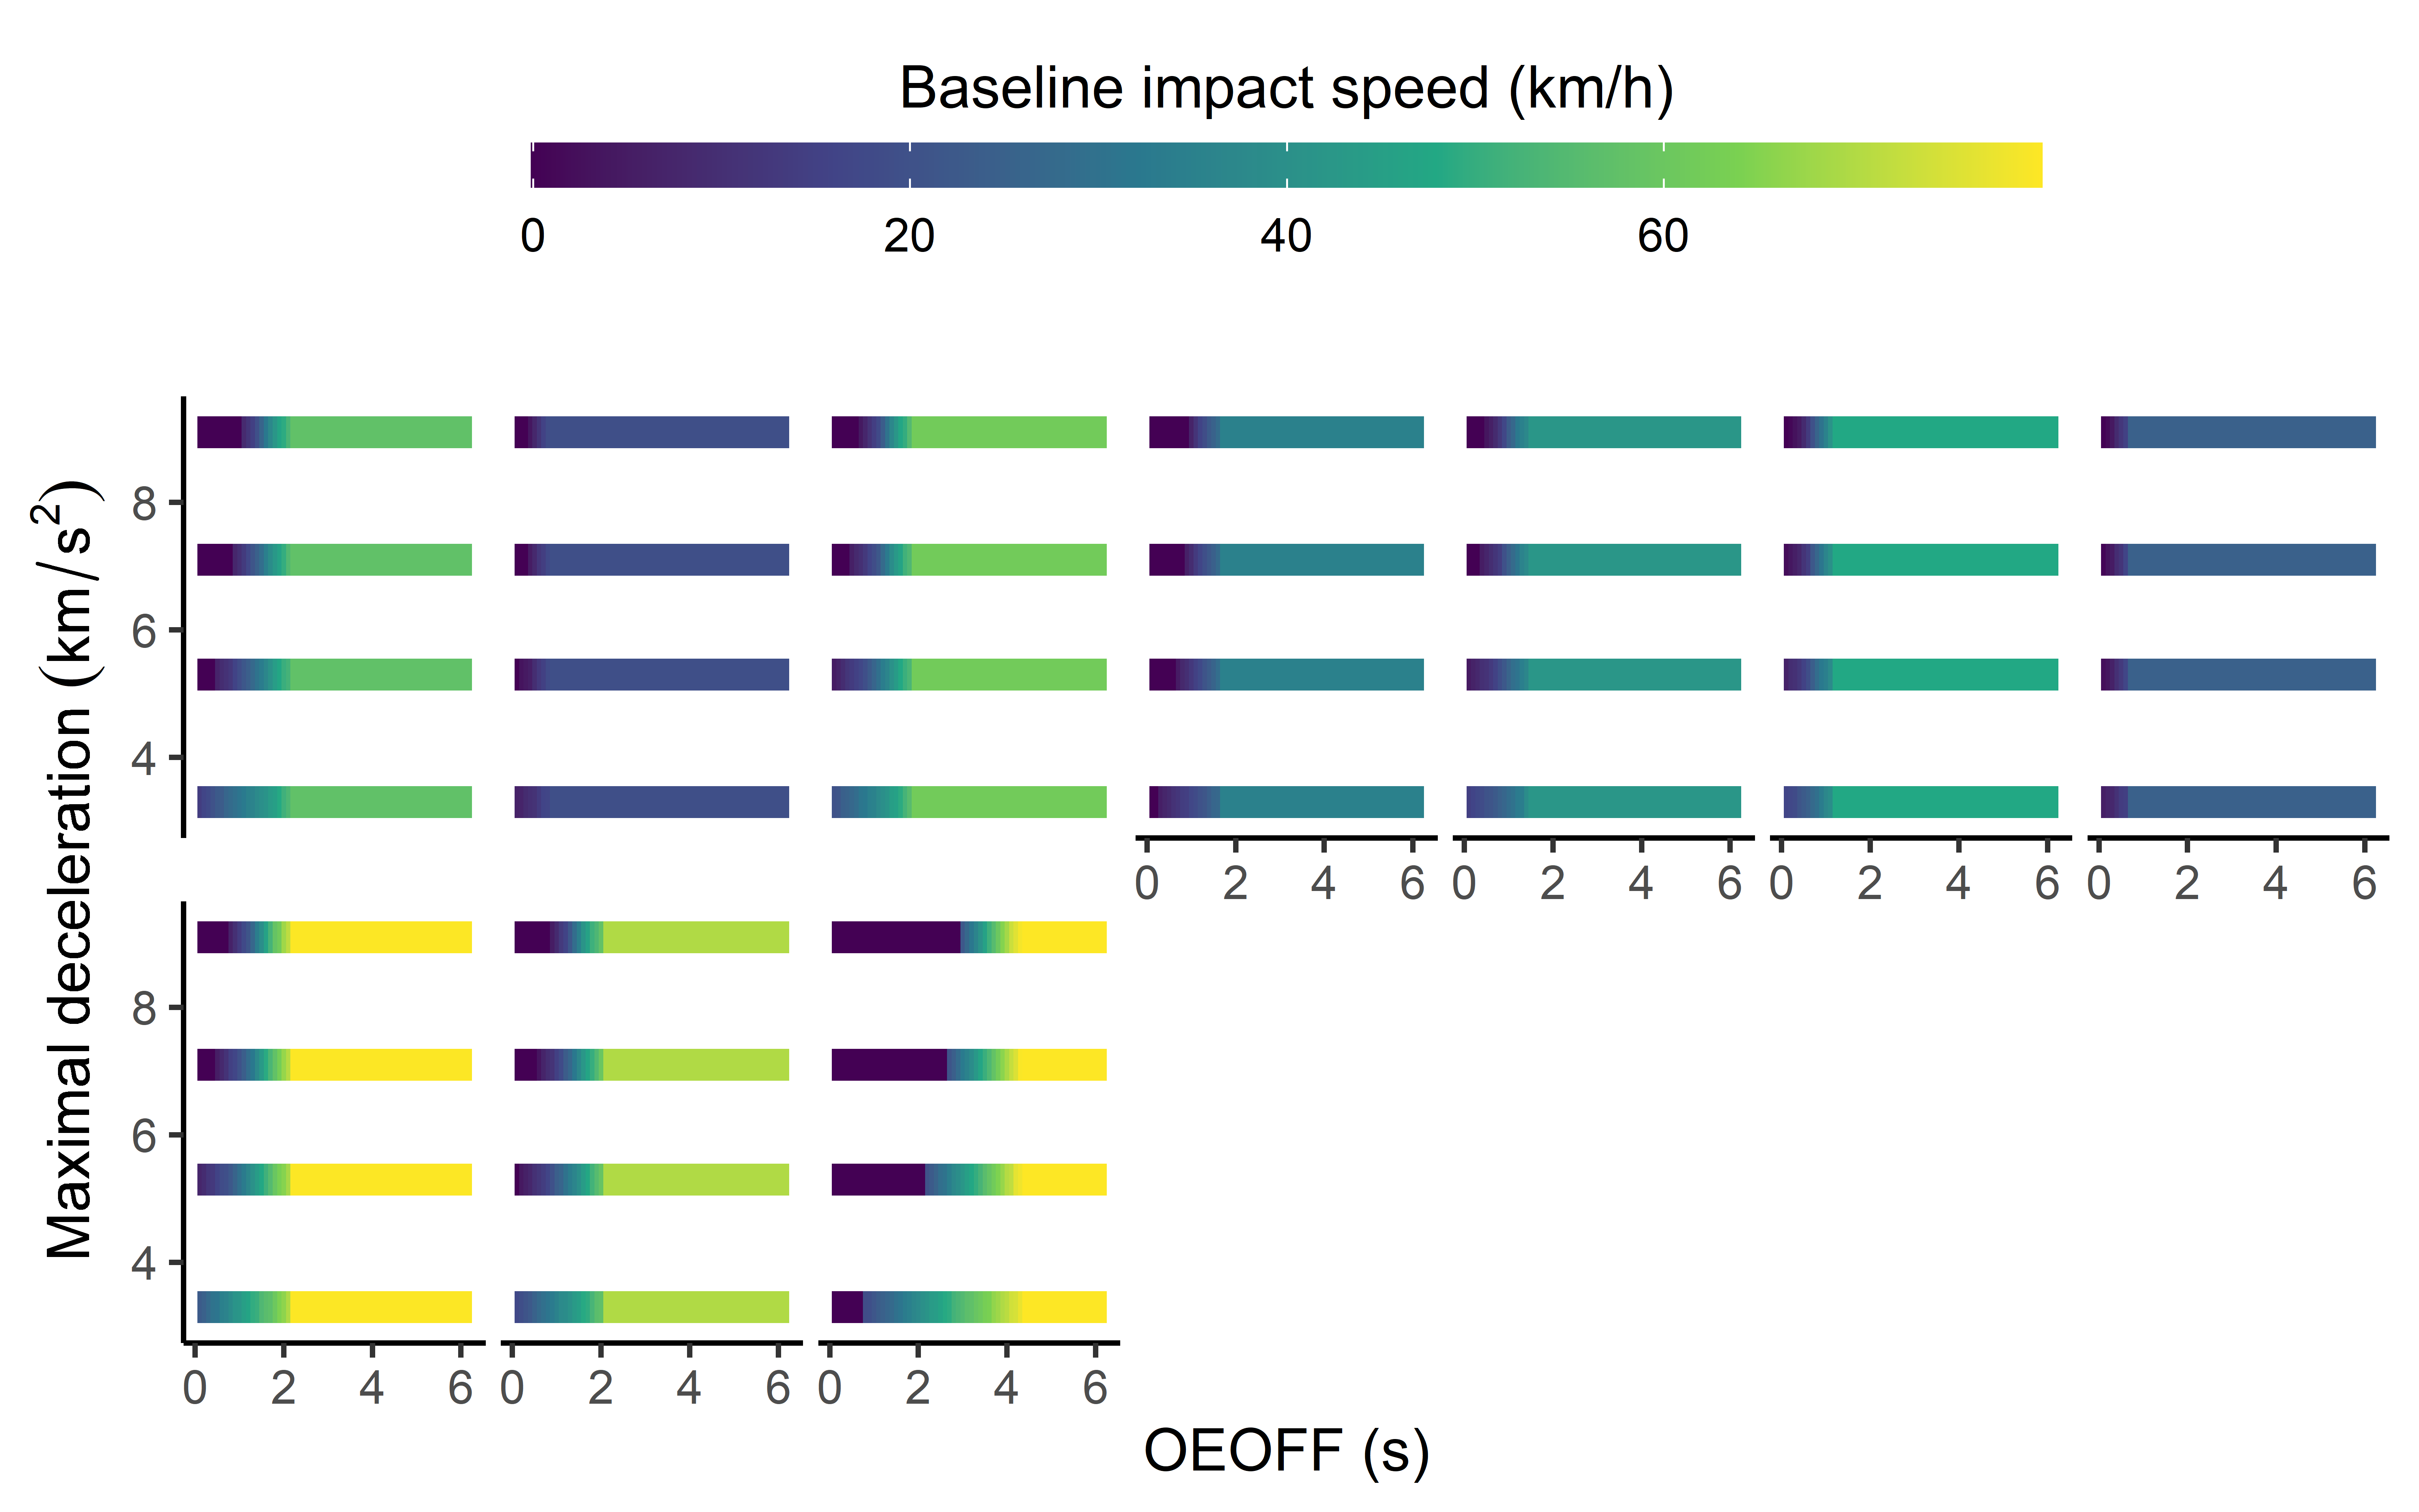 Baseline impact speed (km/h)
0 20 40 60
Maximal deceleration (km/s²)
8
6
4
0 2 4 6 0 2 4 6 0 2 4 6 0 2 4 6
8
6
4
0 2 4 6 0 2 4 6 0 2 4 6
OEOFF (s)